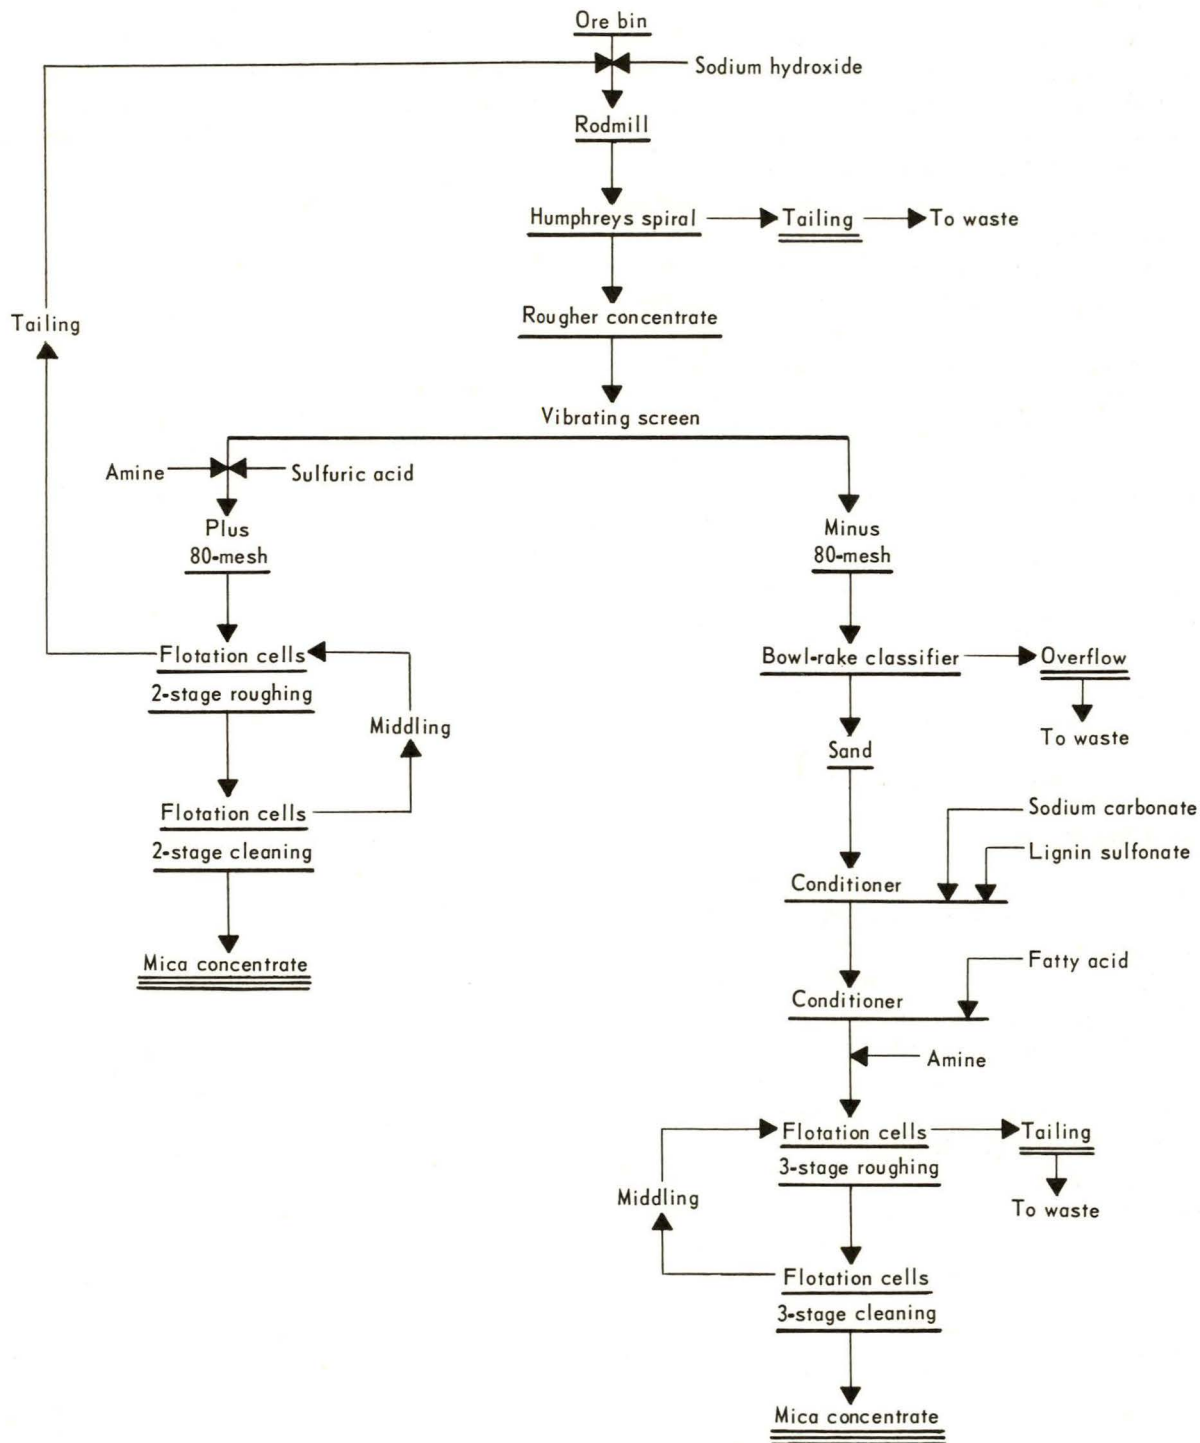 Ore bin
Sodium hydroxide
Rodmill
Humphreys spiral
Tailing
To waste
Rougher concentrate
Tailing
Vibrating screen
Amine
Sulfuric acid
Plus
80-mesh
Minus
80-mesh
Flotation cells
2-stage roughing
Middling
Flotation cells
2-stage cleaning
Mica concentrate
Bowl-rake classifier
Overflow
To waste
Sand
Sodium carbonate
Lignin sulfonate
Conditioner
Fatty acid
Conditioner
Amine
Flotation cells
3-stage roughing
Tailing
To waste
Middling
Flotation cells
3-stage cleaning
Mica concentrate